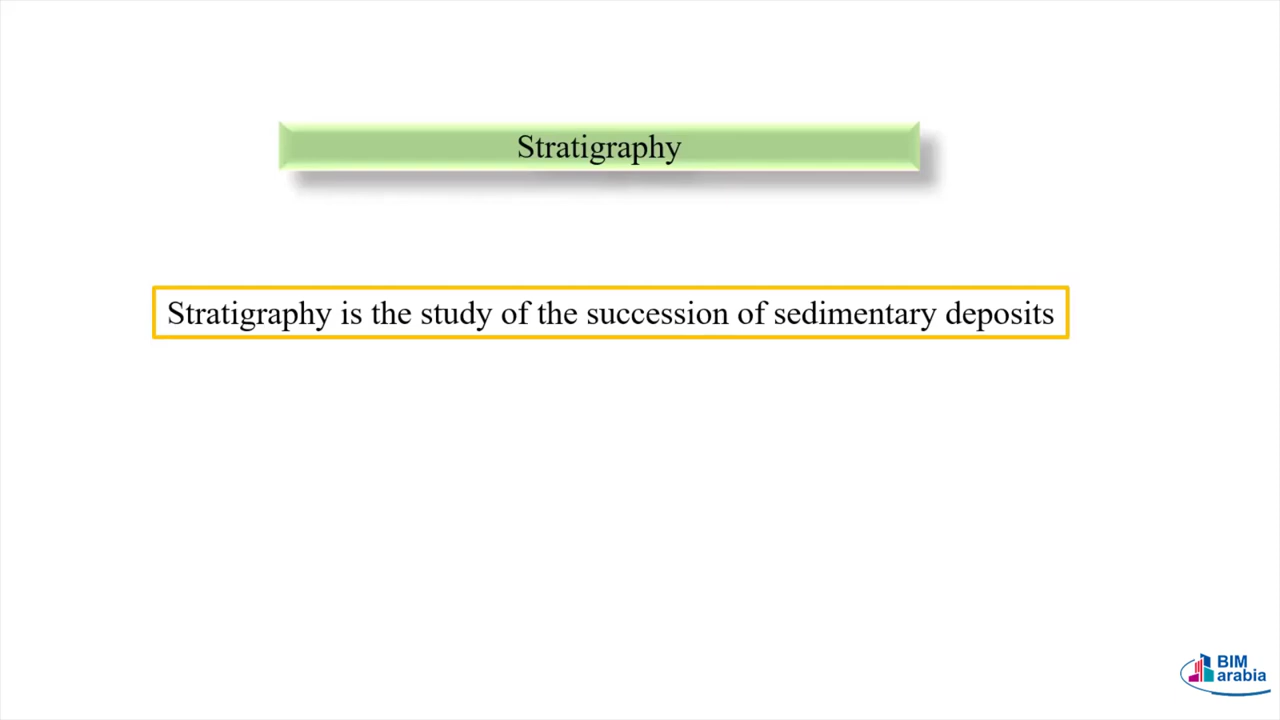 Stratigraphy
Stratigraphy is the study of the succession of sedimentary deposits
BIM
arabia